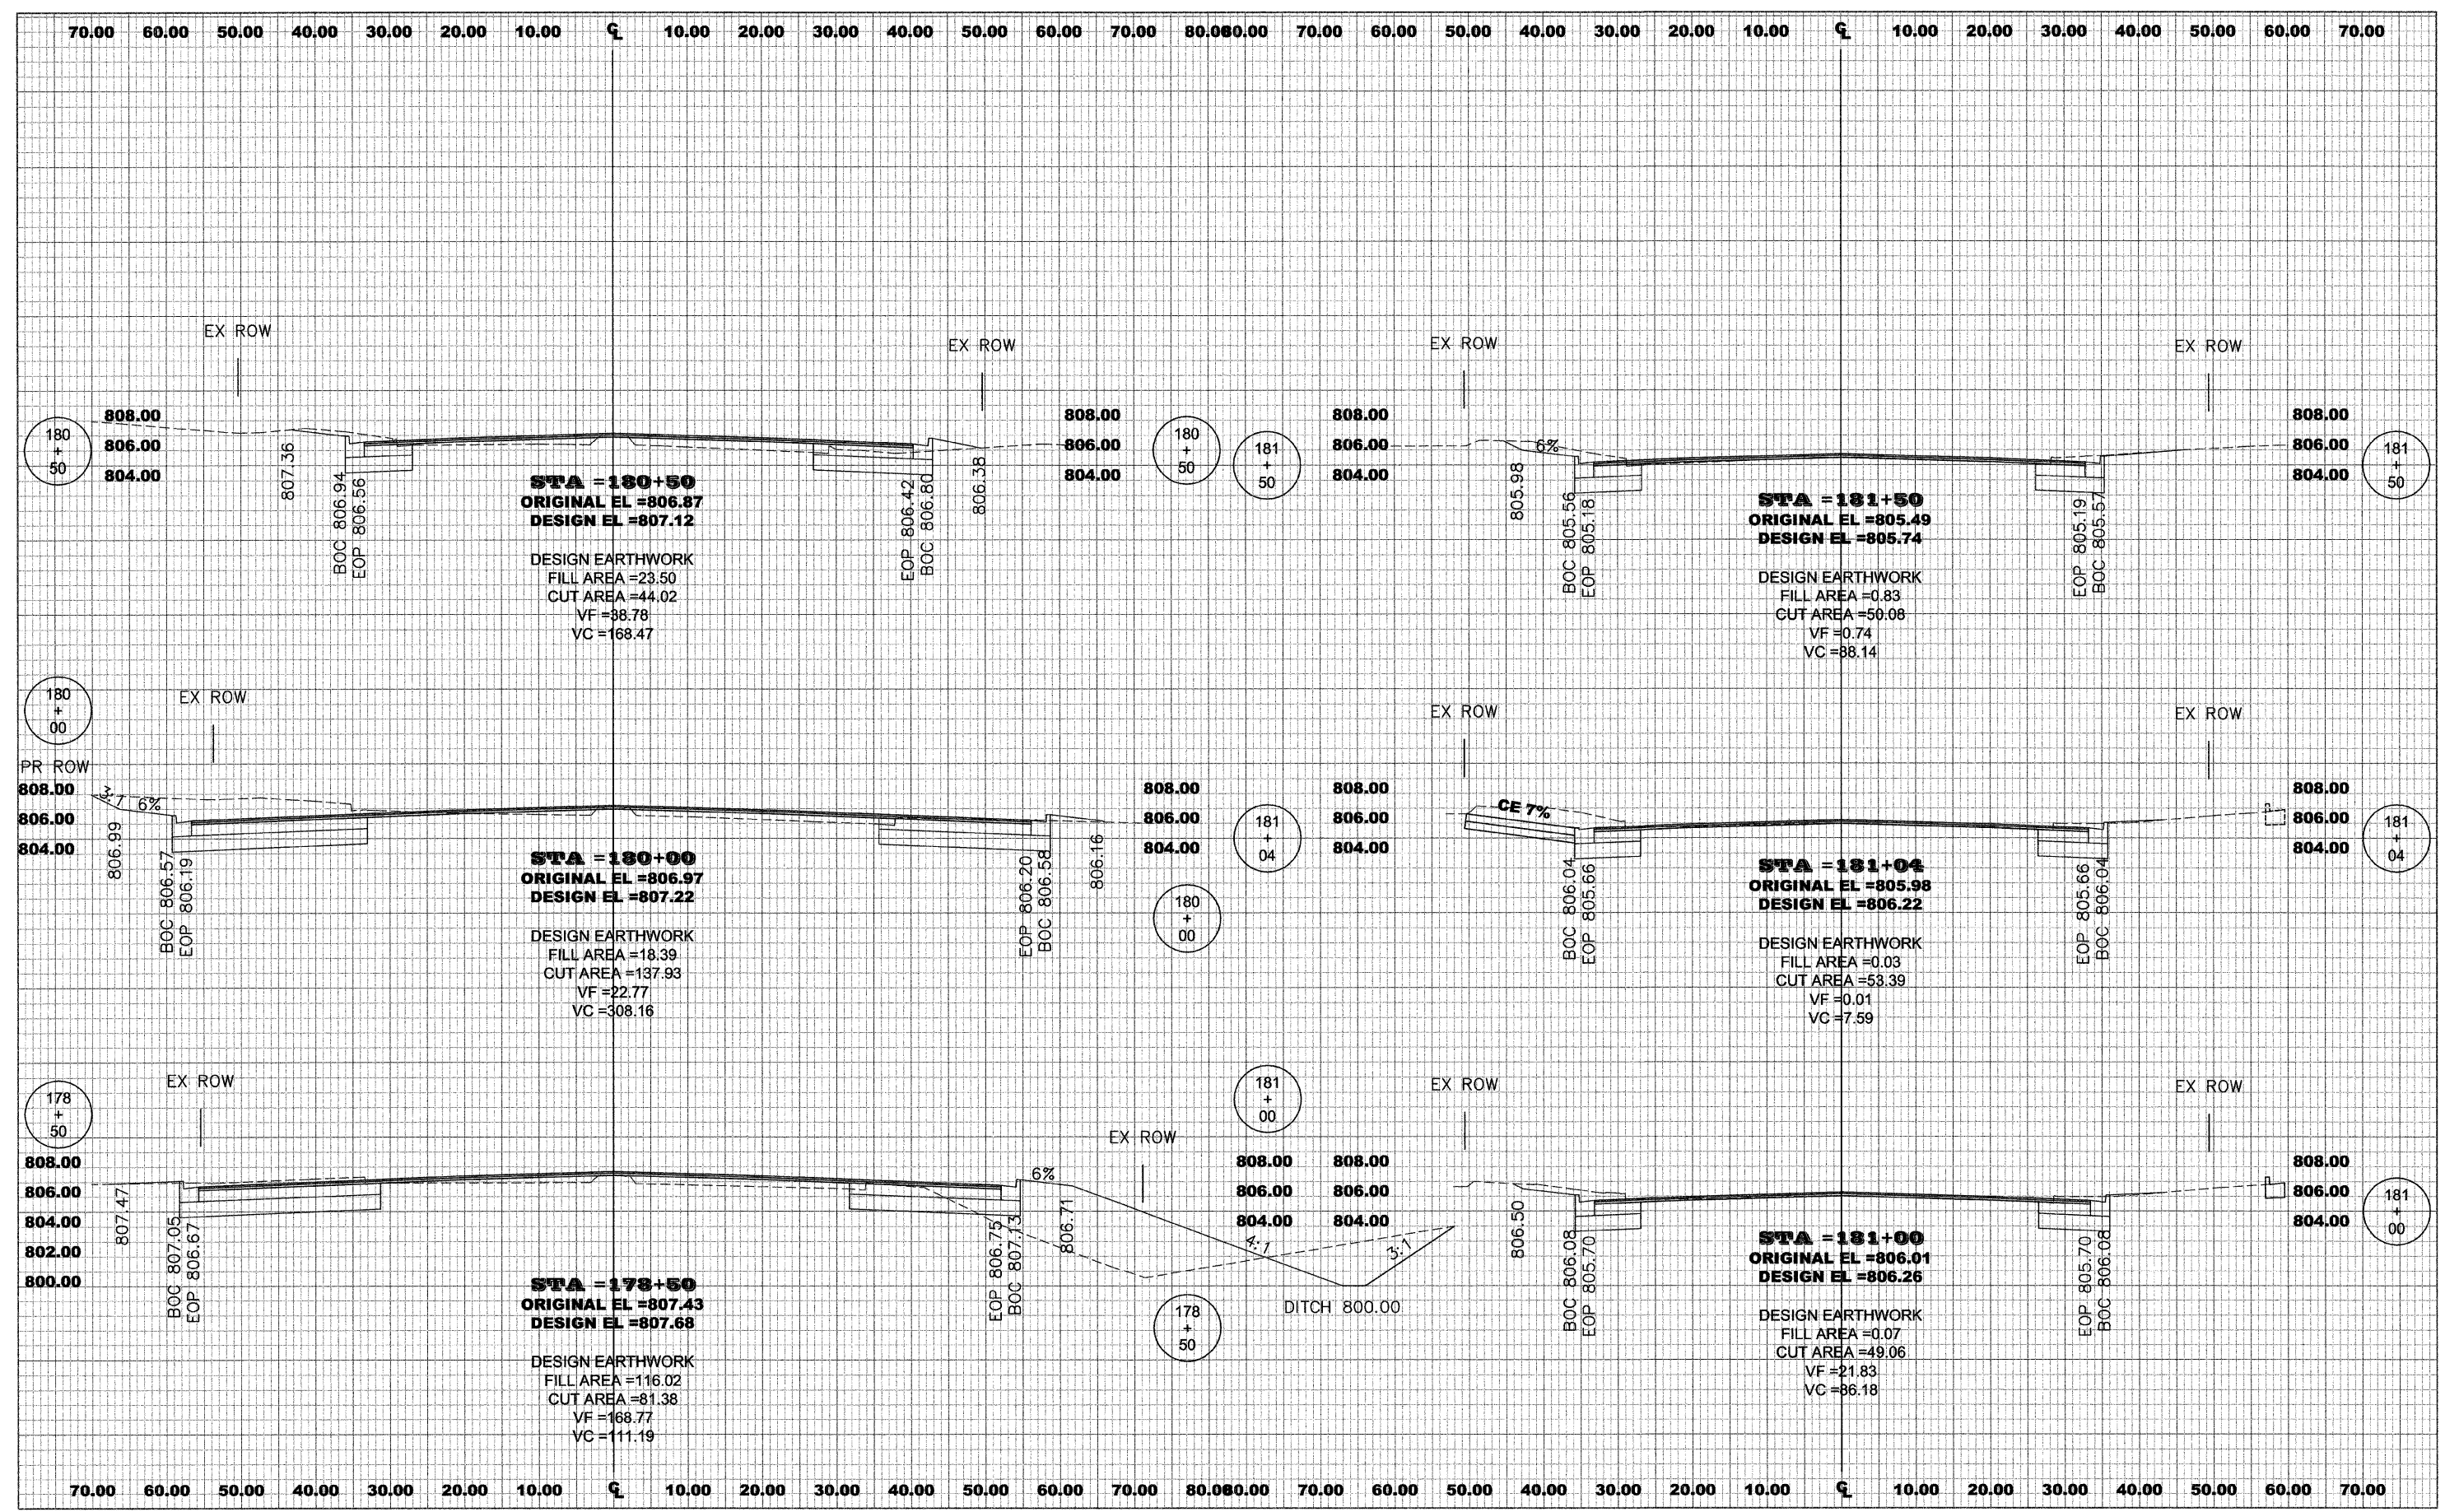 70.00 60.00 50.00 40.00 30.00 20.00 10.00 CL 10.00 20.00 30.00 40.00 50.00 60.00 70.00 80.00 80.00 70.00 60.00 50.00 40.00 30.00 20.00 10.00 CL 10.00 20.00 30.00 40.00 50.00 60.00 70.00
EX ROW
EX ROW
180
+
50
808.00
806.00
804.00
807.36
BOC 806.94
EOP 806.56
STA =180+50
ORIGINAL EL =806.87
DESIGN EL =807.12
DESIGN EARTHWORK
FILL AREA =23.50
CUT AREA =44.02
VF =38.78
VC =168.47
EOP 806.42
BOC 806.80
806.38
808.00
806.00
804.00
180
+
50
EX ROW
EX ROW
181
+
50
808.00
806.00
804.00
6%
805.98
BOC 805.56
EOP 805.18
STA =181+50
ORIGINAL EL =805.49
DESIGN EL =805.74
DESIGN EARTHWORK
FILL AREA =0.83
CUT AREA =50.08
VF =0.74
VC =88.14
EOP 805.19
BOC 805.57
808.00
806.00
804.00
181
+
50
180
+
00
EX ROW
PR ROW
808.00
806.00
804.00
3:1
6%
806.99
BOC 806.57
EOP 806.19
STA =180+00
ORIGINAL EL =806.97
DESIGN EL =807.22
DESIGN EARTHWORK
FILL AREA =18.39
CUT AREA =137.93
VF =22.77
VC =308.16
EOP 806.20
BOC 806.58
806.16
808.00
806.00
804.00
180
+
00
EX ROW
EX ROW
181
+
04
808.00
806.00
804.00
CE 7%
BOC 806.04
EOP 805.66
STA =181+04
ORIGINAL EL =805.98
DESIGN EL =806.22
DESIGN EARTHWORK
FILL AREA =0.03
CUT AREA =53.39
VF =0.01
VC =7.59
EOP 805.66
BOC 806.04
808.00
806.00
804.00
181
+
04
178
+
50
EX ROW
808.00
806.00
804.00
802.00
800.00
807.47
BOC 807.05
EOP 806.67
STA =178+50
ORIGINAL EL =807.43
DESIGN EL =807.68
DESIGN EARTHWORK
FILL AREA =116.02
CUT AREA =81.38
VF =168.77
VC =111.19
EOP 806.75
BOC 807.13
6%
806.71
EX ROW
808.00
806.00
804.00
4:1
3:1
DITCH 800.00
178
+
50
181
+
00
EX ROW
EX ROW
808.00
806.00
804.00
806.50
BOC 806.08
EOP 805.70
STA =181+00
ORIGINAL EL =806.01
DESIGN EL =806.26
DESIGN EARTHWORK
FILL AREA =0.07
CUT AREA =49.06
VF =21.83
VC =86.18
EOP 805.70
BOC 806.08
808.00
806.00
804.00
181
+
00
70.00 60.00 50.00 40.00 30.00 20.00 10.00 CL 10.00 20.00 30.00 40.00 50.00 60.00 70.00 80.00 80.00 70.00 60.00 50.00 40.00 30.00 20.00 10.00 CL 10.00 20.00 30.00 40.00 50.00 60.00 70.00